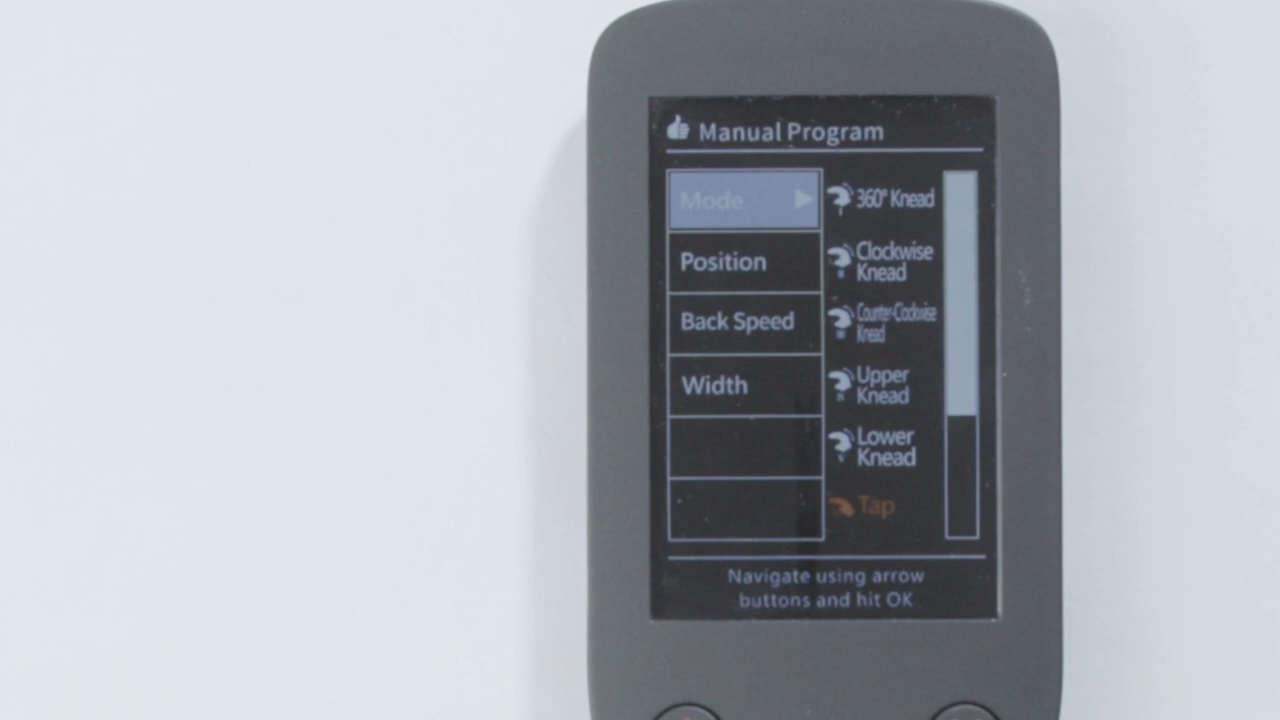 Manual Program
Mode
Position
Back Speed
Width
360° Knead
Clockwise
Knead
Counter-Clockwise
Knead
Upper
Knead
Lower
Knead
Tap
Navigate using arrow
buttons and hit OK